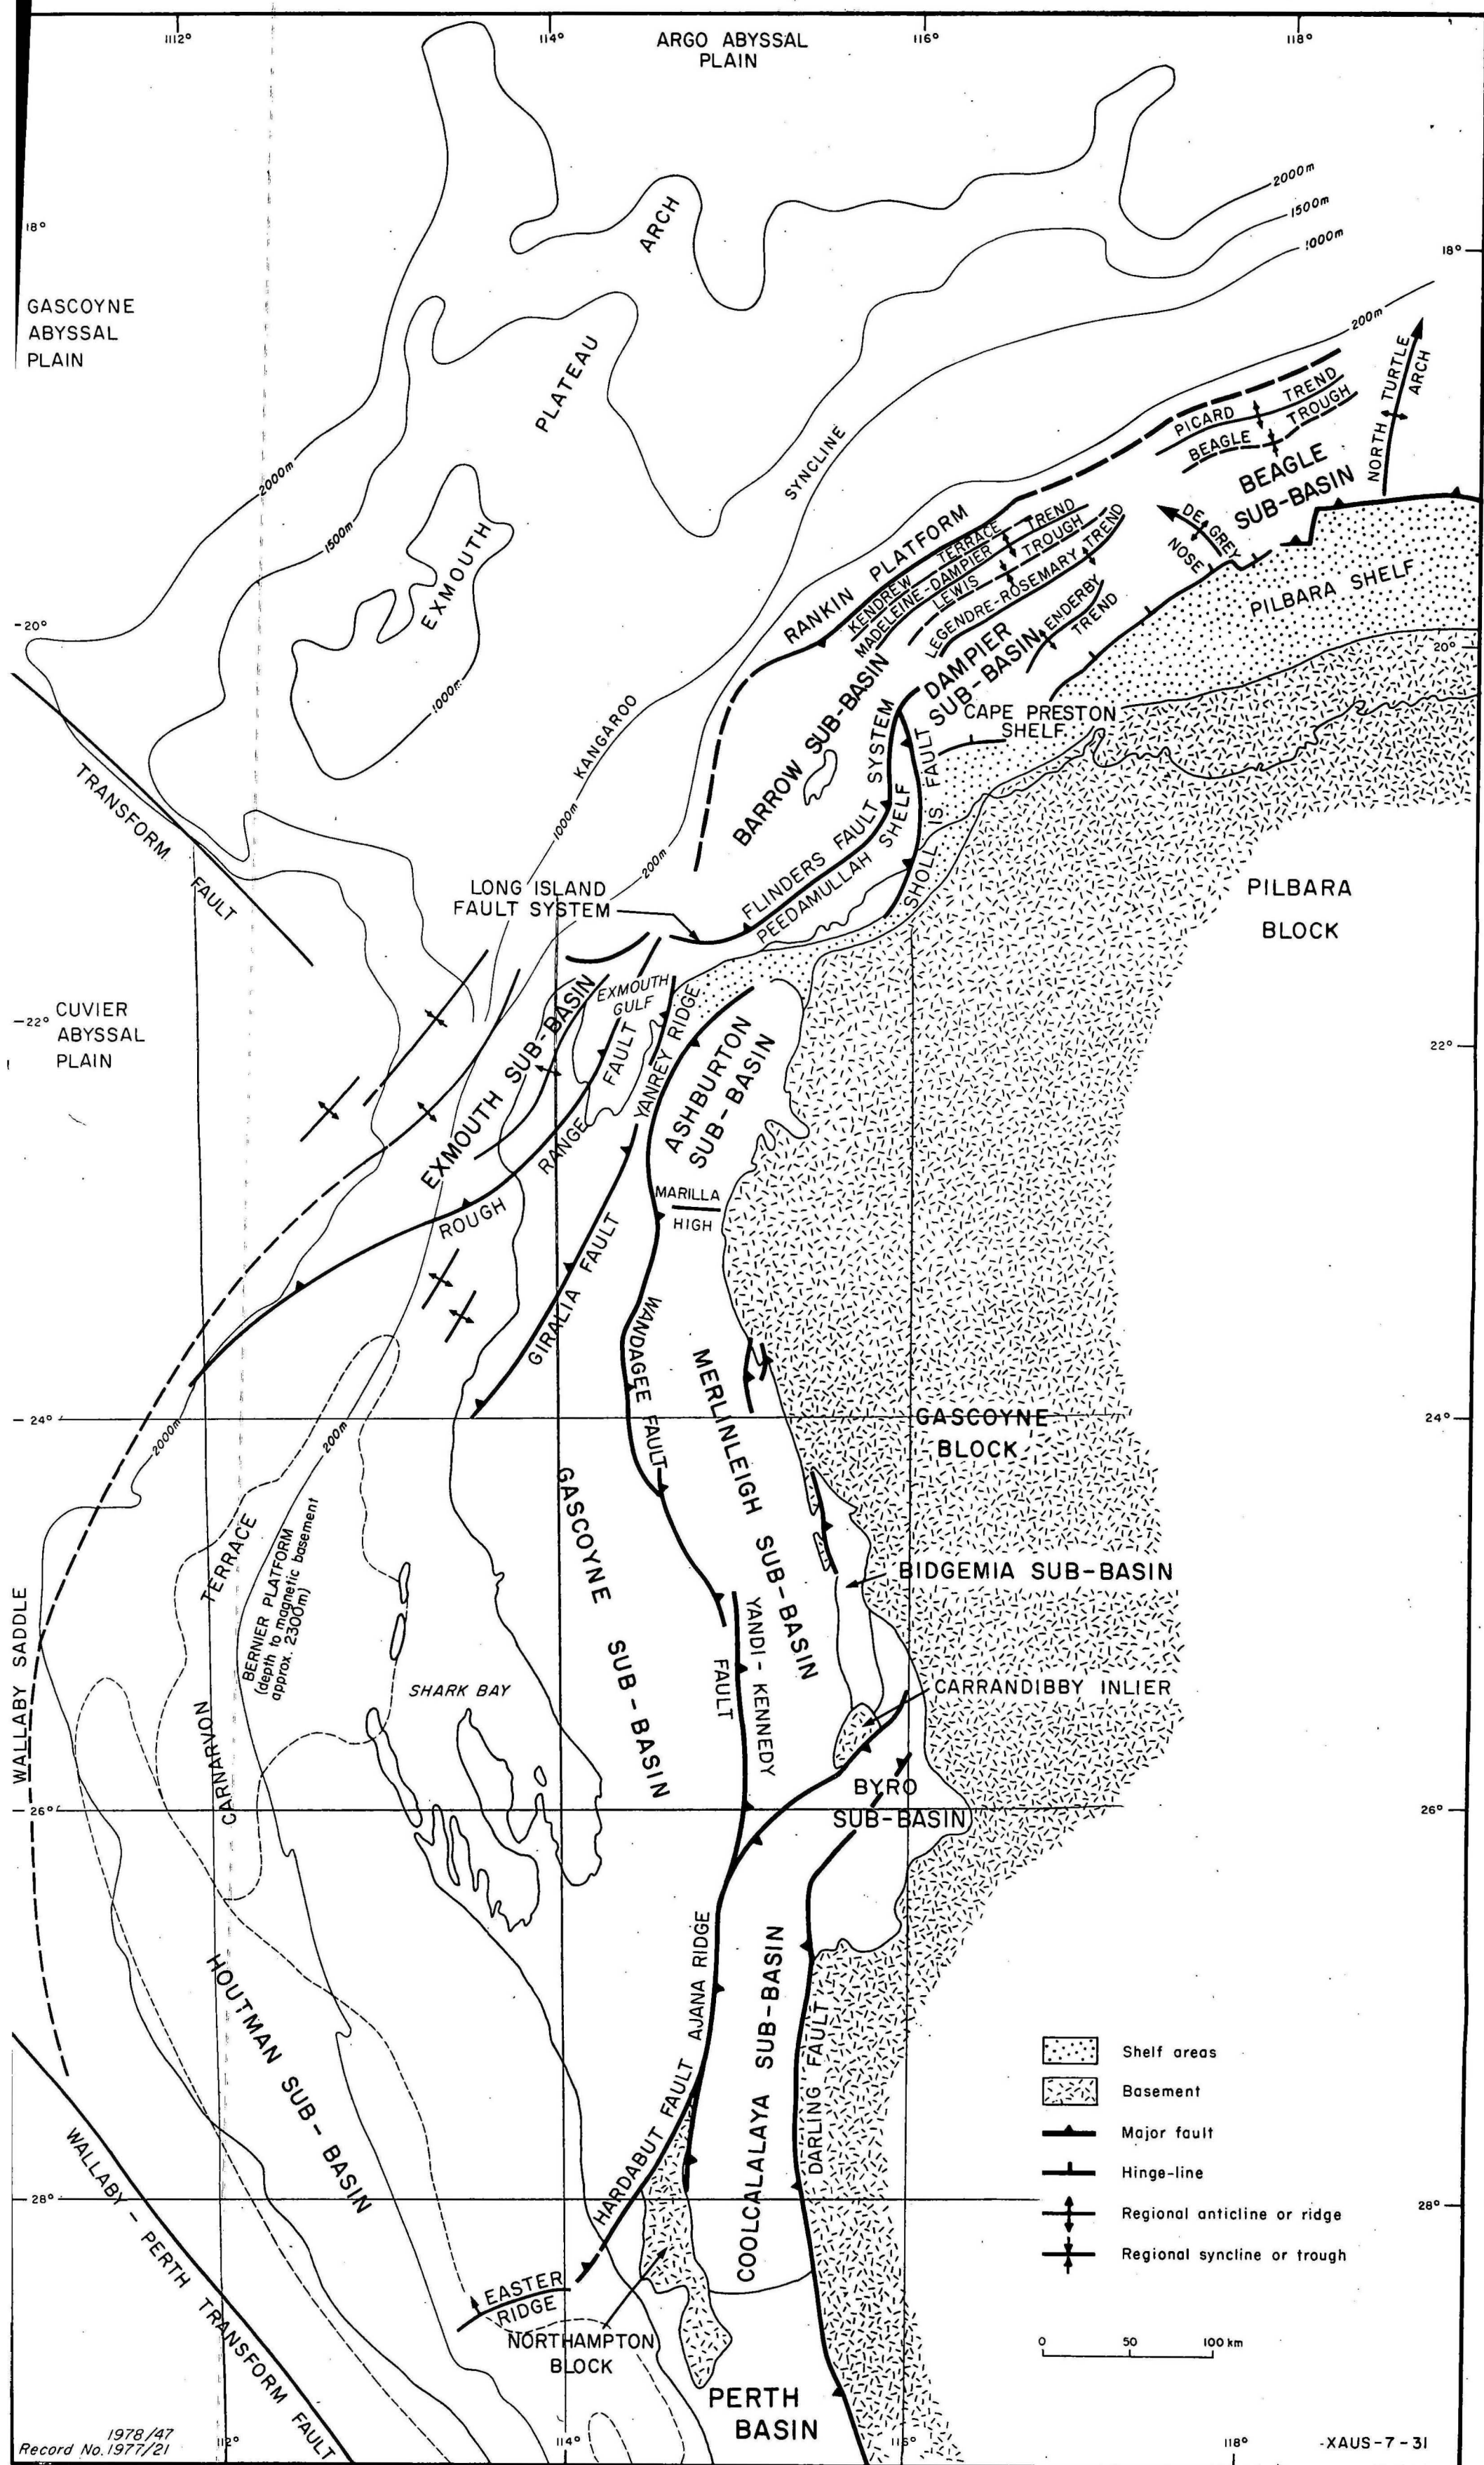 112°
114°
ARGO ABYSSAL
PLAIN
116°
118°
2000m
1500m
1000m
ARCH
18°
18°
GASCOYNE
ABYSSAL
PLAIN
200m
NORTH TURTLE
ARCH
PLATEAU
PICARD TREND
BEAGLE TROUGH
SYNCLINE
BEAGLE
SUB-BASIN
2000m
1500m
EXMOUTH
DE GREY
NOSE
RANKIN PLATFORM
KENDREW TERRACE
MADELEINE-DAMPIER TREND
LEWIS TROUGH
LEGENDRE-ROSEMARY TREND
ENDERBY
TREND
PILBARA SHELF
20°
20°
1000m
DAMPIER
SUB-BASIN
BARROW SUB-BASIN
CAPE PRESTON
SHELF
KANGAROO
TRANSFORM
FAULT
1000m
200m
FLINDERS FAULT SYSTEM
PEEDAMULLAH SHELF
SHOLL IS FAULT
PILBARA
BLOCK
LONG ISLAND
FAULT SYSTEM
EXMOUTH
GULF
22°
CUVIER
ABYSSAL
PLAIN
22°
EXMOUTH SUB-BASIN
YANREY RIDGE
ASHBURTON
SUB-BASIN
ROUGH RANGE FAULT
MARILLA
HIGH
GIRALIA FAULT
WANDAGEE FAULT
MERLINLEIGH SUB-BASIN
24°
24°
2000m
200m
GASCOYNE
BLOCK
GASCOYNE SUB-BASIN
CARNARVON TERRACE
BERNIER PLATFORM
(depth to magnetic basement
approx. 2300m)
BIDGEMIA SUB-BASIN
WALLABY SADDLE
SHARK BAY
YANDI-KENNEDY
FAULT
CARRANDIBBY INLIER
26°
26°
BYRO
SUB-BASIN
HOUTMAN SUB-BASIN
AJANA RIDGE
HARDABUT FAULT
COOLCALALAYA SUB-BASIN
DARLING FAULT
Shelf areas
Basement
Major fault
Hinge-line
Regional anticline or ridge
Regional syncline or trough
28°
28°
WALLABY-PERTH TRANSFORM FAULT
EASTER
RIDGE
NORTHAMPTON
BLOCK
0 50 100 km
PERTH
BASIN
1978/47
Record No. 1977/21
112°
114°
116°
118°
XAUS-7-31